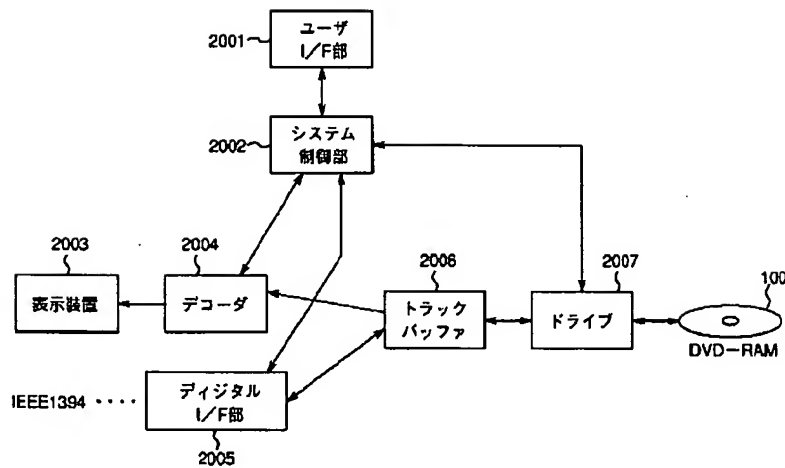 2001
ユーザ
I/F部
2002
システム
制御部
2003
表示装置
2004
デコーダ
2006
トラック
バッファ
2007
ドライブ
100
DVD-RAM
IEEE1394 ・・・・
ディジタル
I/F部
2005